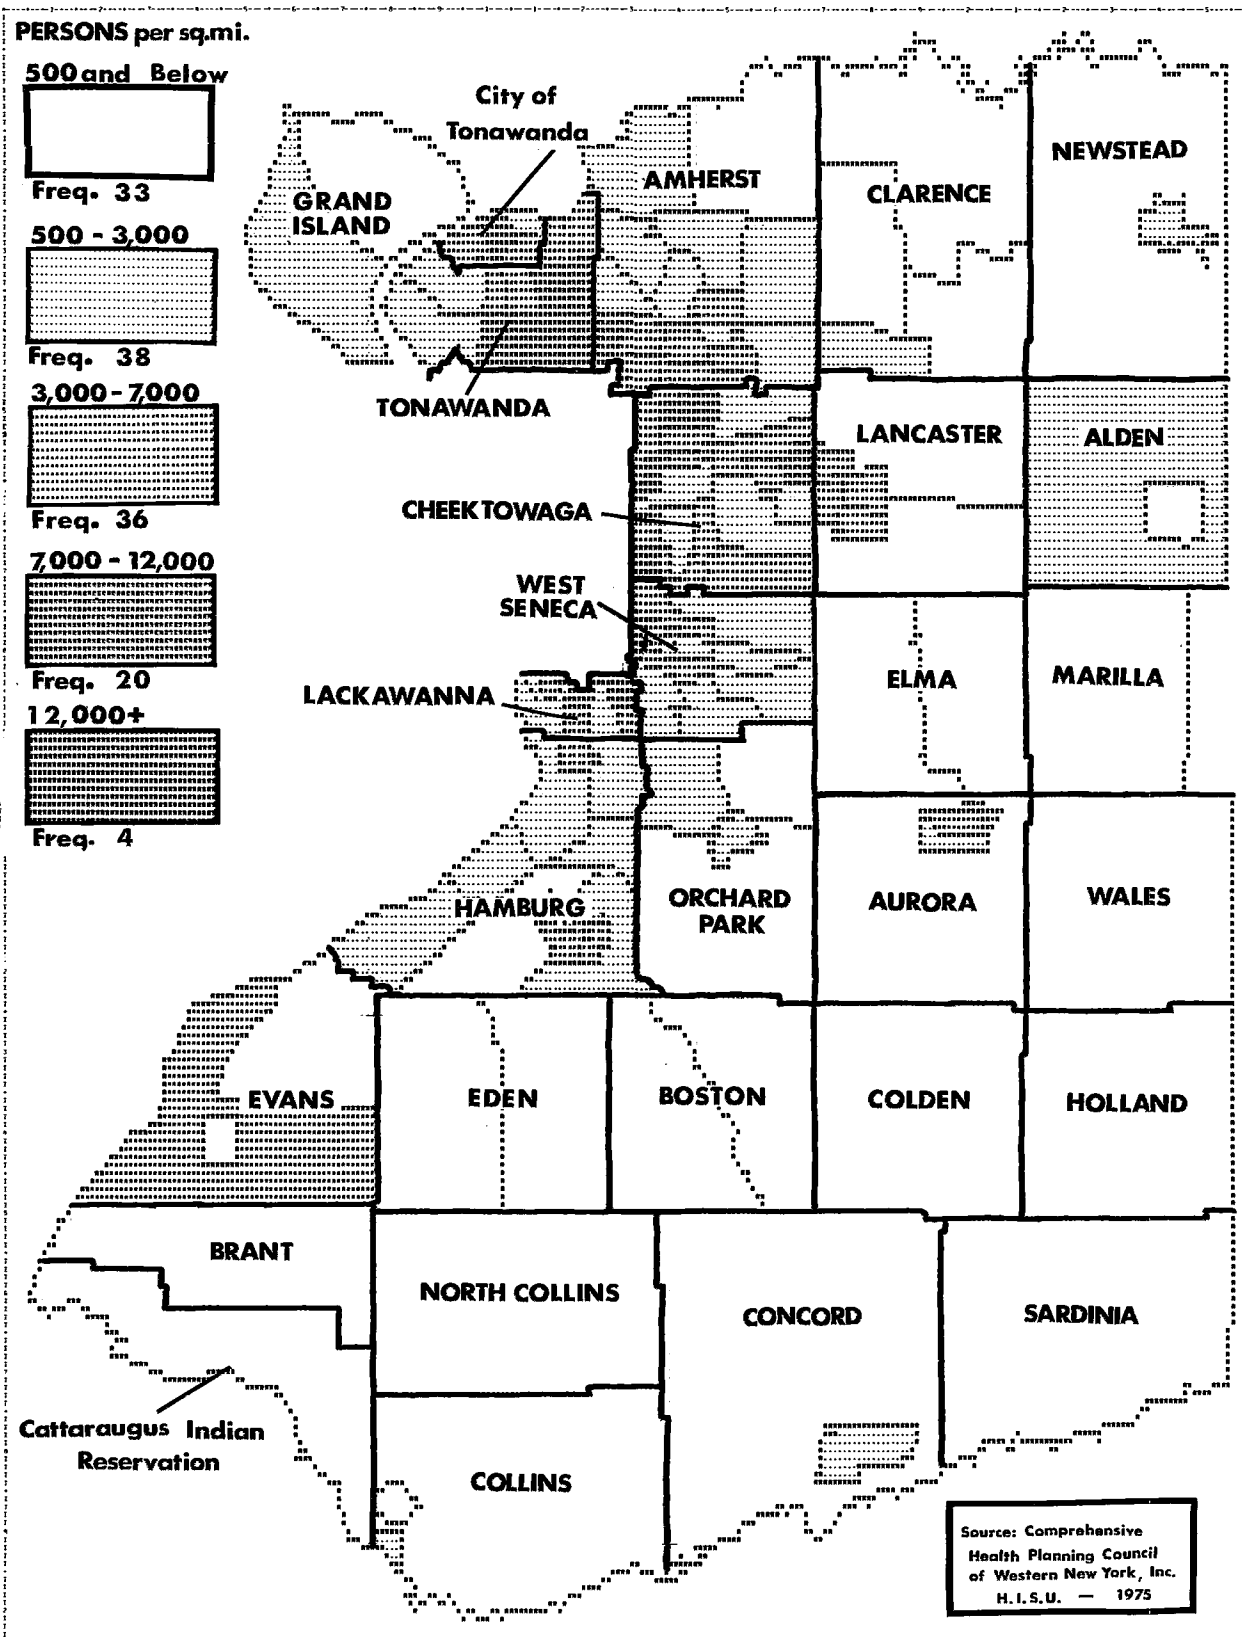 PERSONS per sq.mi.
500 and Below
Freq. 33
500 - 3,000
Freq. 38
3,000 - 7,000
Freq. 36
7,000 - 12,000
Freq. 20
12,000+
Freq. 4
City of
Tonawanda
GRAND
ISLAND
AMHERST
CLARENCE
NEWSTEAD
TONAWANDA
LANCASTER
ALDEN
CHEEKTOWAGA
WEST
SENECA
LACKAWANNA
ELMA
MARILLA
HAMBURG
ORCHARD
PARK
AURORA
WALES
EVANS
EDEN
BOSTON
COLDEN
HOLLAND
BRANT
NORTH COLLINS
CONCORD
SARDINIA
Cattaraugus Indian
Reservation
COLLINS
Source: Comprehensive
Health Planning Council
of Western New York, Inc.
H.I.S.U. — 1975